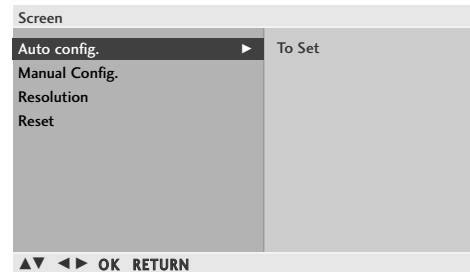 Screen
Auto config. ► To Set
Manual Config.
Resolution
Reset
▲▼ ◄► OK RETURN